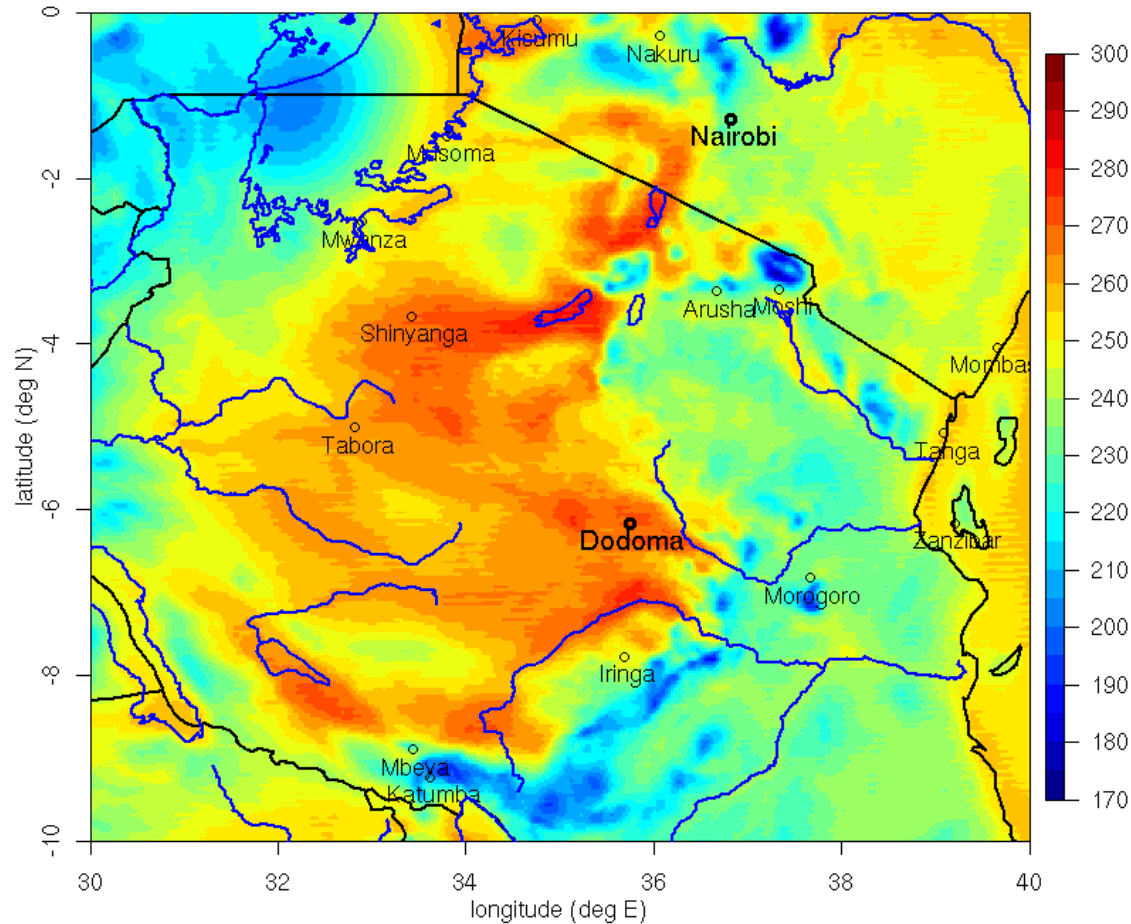 0
-2
-4
-6
-8
-10
latitude (deg N)
30
32
34
36
38
40
longitude (deg E)
Kisumu
Nakuru
Nairobi
Musoma
Mwanza
Arusha
Moshi
Shinyanga
Mombas
Tabora
Tanga
Dodoma
Zanzibar
Morogoro
Iringa
Mbeya
Katumba
300
290
280
270
260
250
240
230
220
210
200
190
180
170